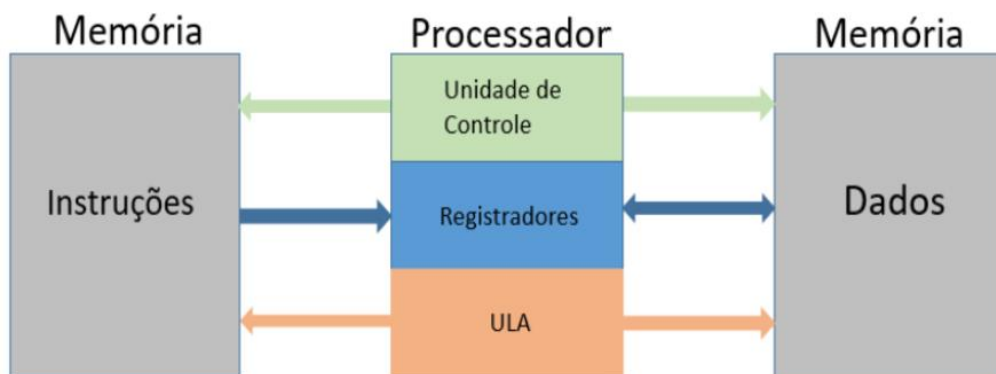 Memória
Processador
Memória
Unidade de
Controle
Instruções
Registradores
Dados
ULA